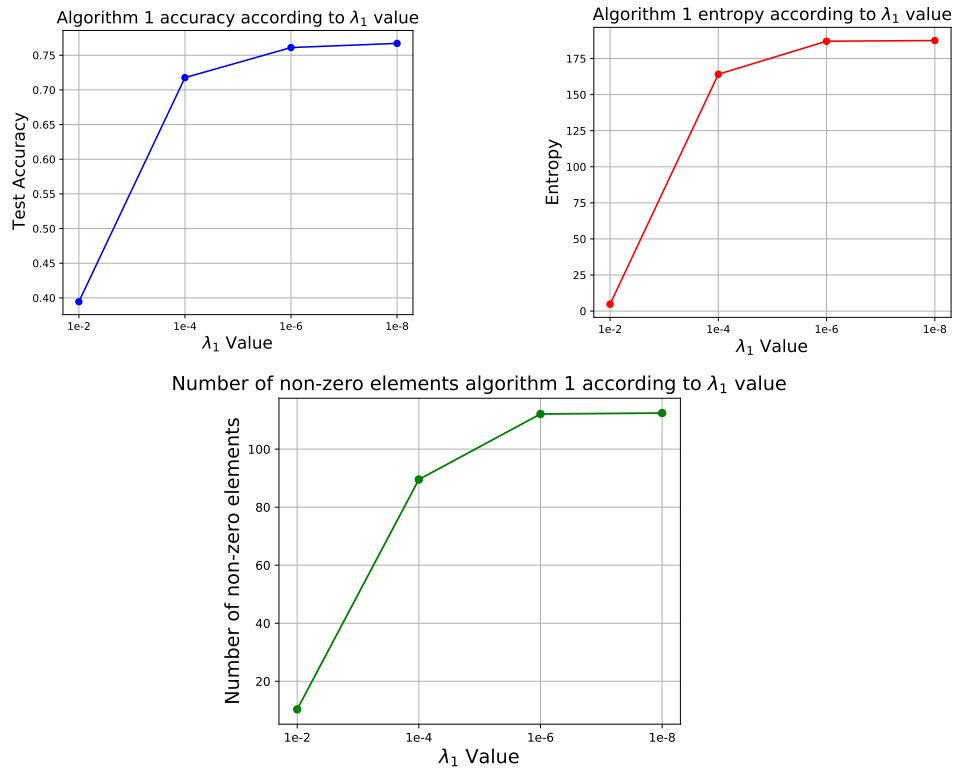 Algorithm 1 accuracy according to λ₁ value
Test Accuracy
0.75
0.70
0.65
0.60
0.55
0.50
0.45
0.40
1e-2 1e-4 1e-6 1e-8
λ₁ Value
Algorithm 1 entropy according to λ₁ value
Entropy
175
150
125
100
75
50
25
0
1e-2 1e-4 1e-6 1e-8
λ₁ Value
Number of non-zero elements algorithm 1 according to λ₁ value
Number of non-zero elements
100
80
60
40
20
1e-2 1e-4 1e-6 1e-8
λ₁ Value